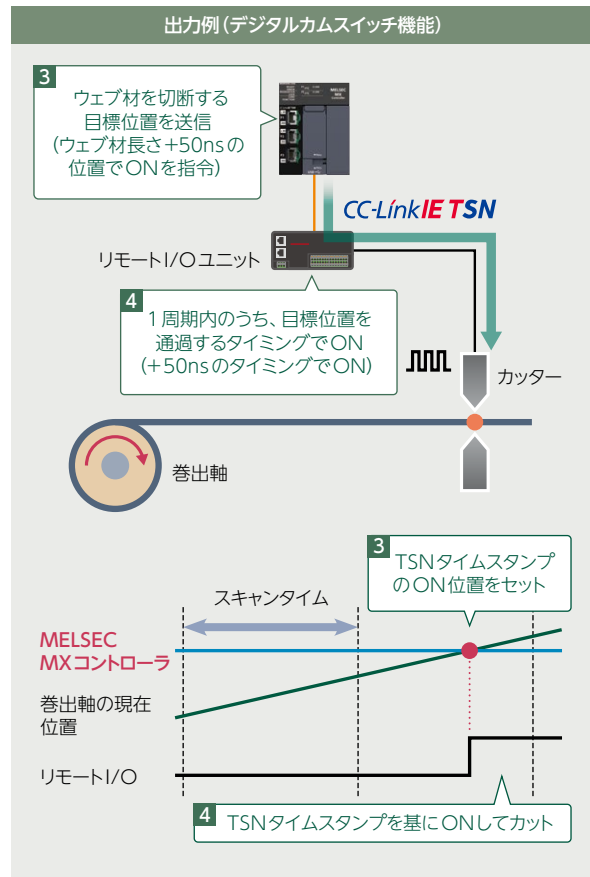 出力例(デジタルカムスイッチ機能)
3
ウェブ材を切断する
目標位置を送信
(ウェブ材長さ+50nsの
位置でONを指令)
MELSEC
MX
CC-Link IE TSN
リモートI/Oユニット
4
1周期内のうち、目標位置を
通過するタイミングでON
(+50nsのタイミングでON)
カッター
巻出軸
3
TSNタイムスタンプ
のON位置をセット
スキャンタイム
MELSEC
MXコントローラ
巻出軸の現在
位置
リモートI/O
4
TSNタイムスタンプを基にONしてカット